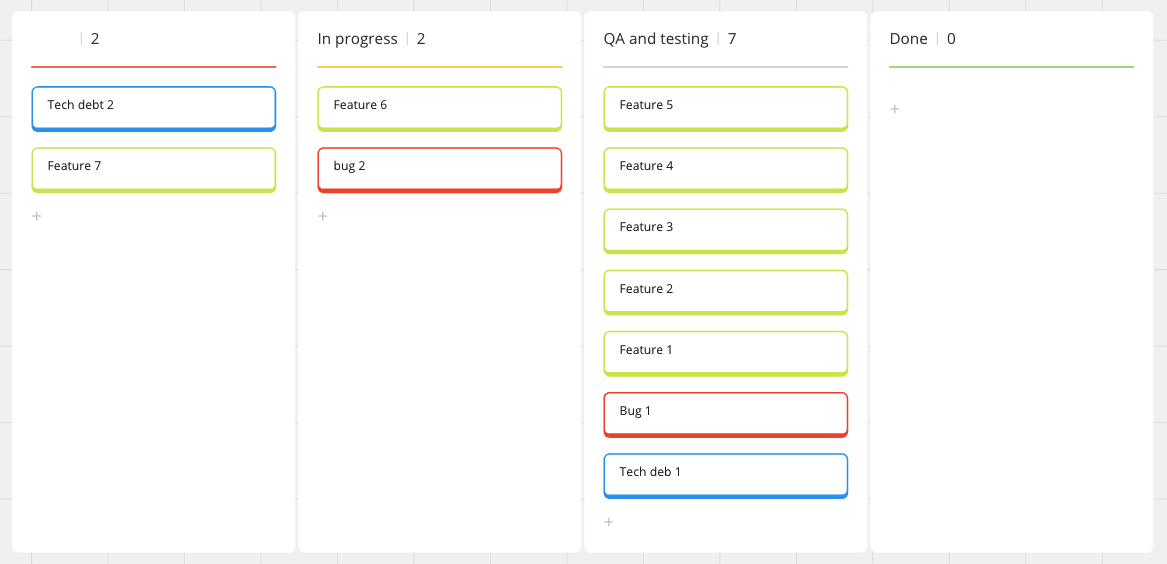 2
Tech debt 2
Feature 7
+
In progress | 2
Feature 6
bug 2
+
QA and testing | 7
Feature 5
Feature 4
Feature 3
Feature 2
Feature 1
Bug 1
Tech deb 1
+
Done | 0
+